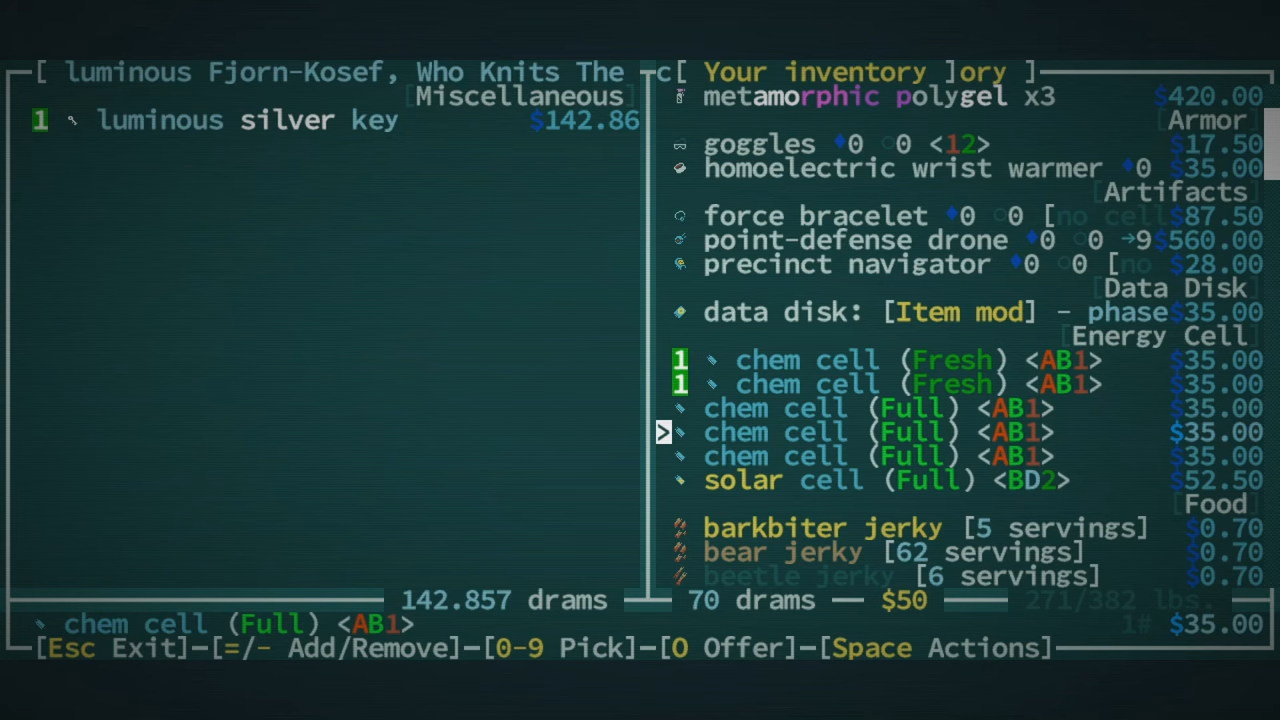 [ luminous Fjorn-Kosef, Who Knits The c[ Your inventory ]ory ]
[Miscellaneous]
1 luminous silver key $142.86
metamorphic polygel x3 $420.00
[Armor]
goggles ♦0 ○0 <12> $17.50
homoelectric wrist warmer ♦0 $35.00
[Artifacts]
force bracelet ♦0 ○0 [no cell $87.50
point-defense drone ♦0 ○0 →9 $560.00
precinct navigator ♦0 ○0 [no $28.00
[Data Disk]
data disk: [Item mod] - phase $35.00
[Energy Cell]
1 chem cell (Fresh) <AB1> $35.00
1 chem cell (Fresh) <AB1> $35.00
chem cell (Full) <AB1> $35.00
> chem cell (Full) <AB1> $35.00
chem cell (Full) <AB1> $35.00
solar cell (Full) <BD2> $52.50
[Food]
barkbiter jerky [5 servings] $0.70
bear jerky [62 servings] $0.70
beetle jerky [6 servings] $0.70
142.857 drams 70 drams — $50 271/382 lbs.
chem cell (Full) <AB1> 1# $35.00
[Esc Exit]-[=/- Add/Remove]-[0-9 Pick]-[O Offer]-[Space Actions]